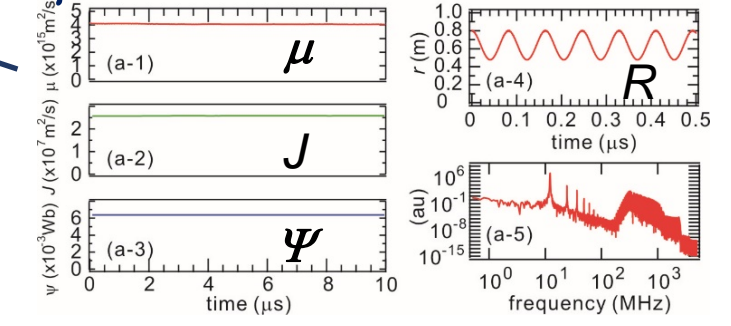 μ (x10¹⁵m²/s)
5
4
3
2
1
0
(a-1)
μ
J (x10⁷m²/s)
2
1
0
(a-2)
J
ψ (x10⁻³Wb)
6
4
2
0
(a-3)
Ψ
0 2 4 6 8 10
time (μs)
r (m)
1.0
0.8
0.6
0.4
0.2
0
(a-4)
R
0 0.1 0.2 0.3 0.4 0.5
time (μs)
(au)
10⁶
10⁻¹
10⁻⁸
10⁻¹⁵
(a-5)
10⁰ 10¹ 10² 10³
frequency (MHz)